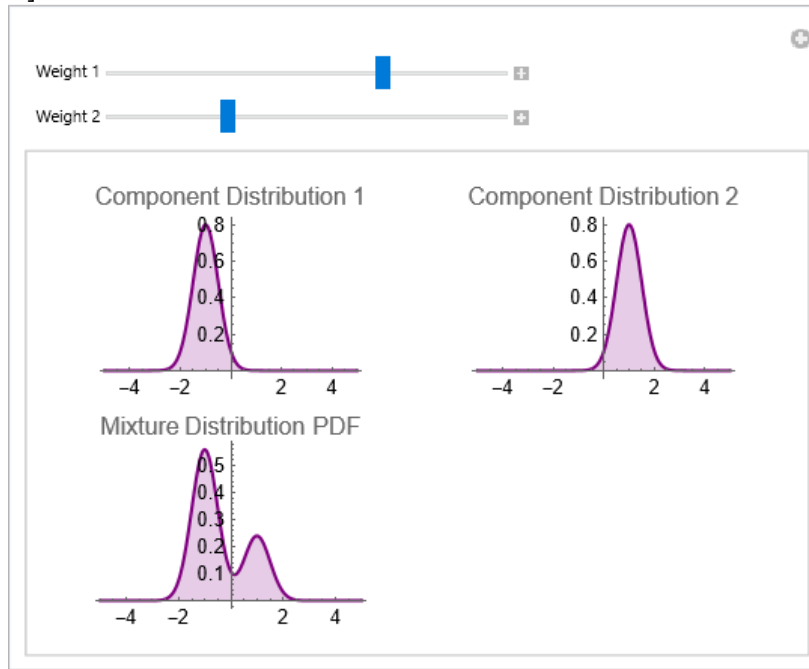 Weight 1
Weight 2
Component Distribution 1
Component Distribution 2
0.8
0.6
0.4
0.2
-4 -2 2 4
0.8
0.6
0.4
0.2
-4 -2 2 4
Mixture Distribution PDF
0.5
0.4
0.3
0.2
0.1
-4 -2 2 4